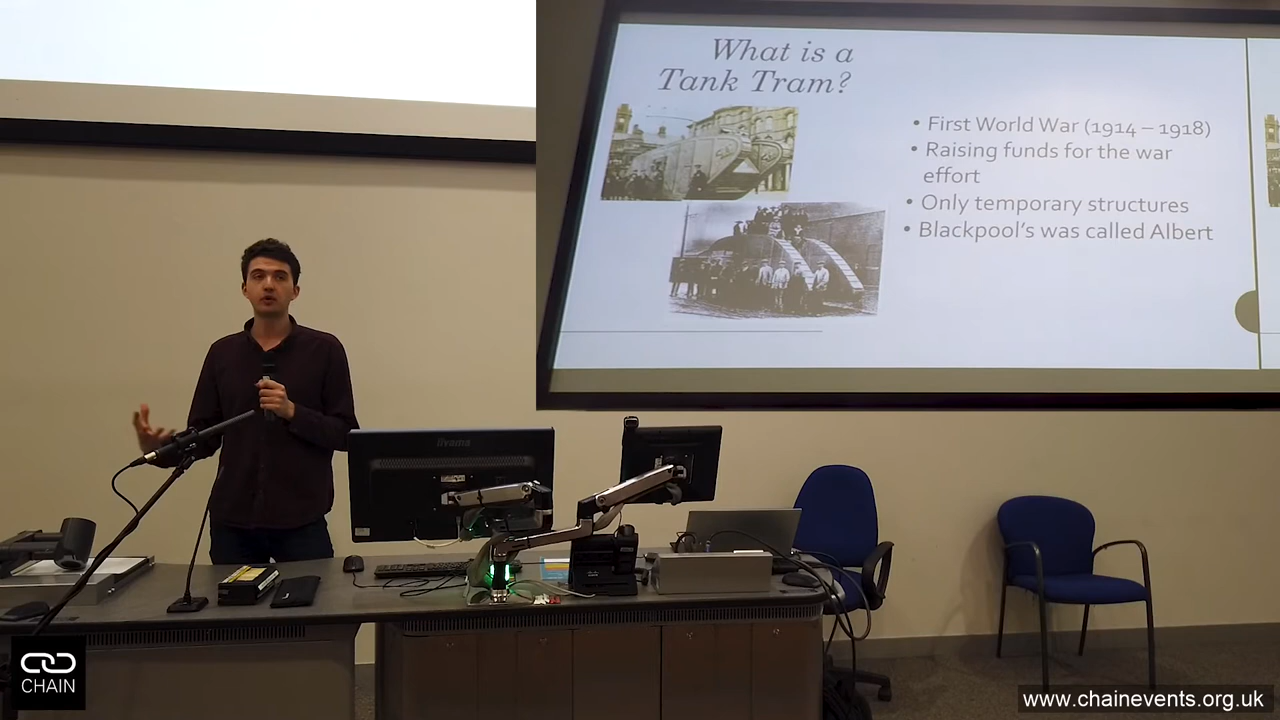 What is a
Tank Tram?
• First World War (1914 – 1918)
• Raising funds for the war
effort
• Only temporary structures
• Blackpool's was called Albert
iiyama
CHAIN
www.chainevents.org.uk